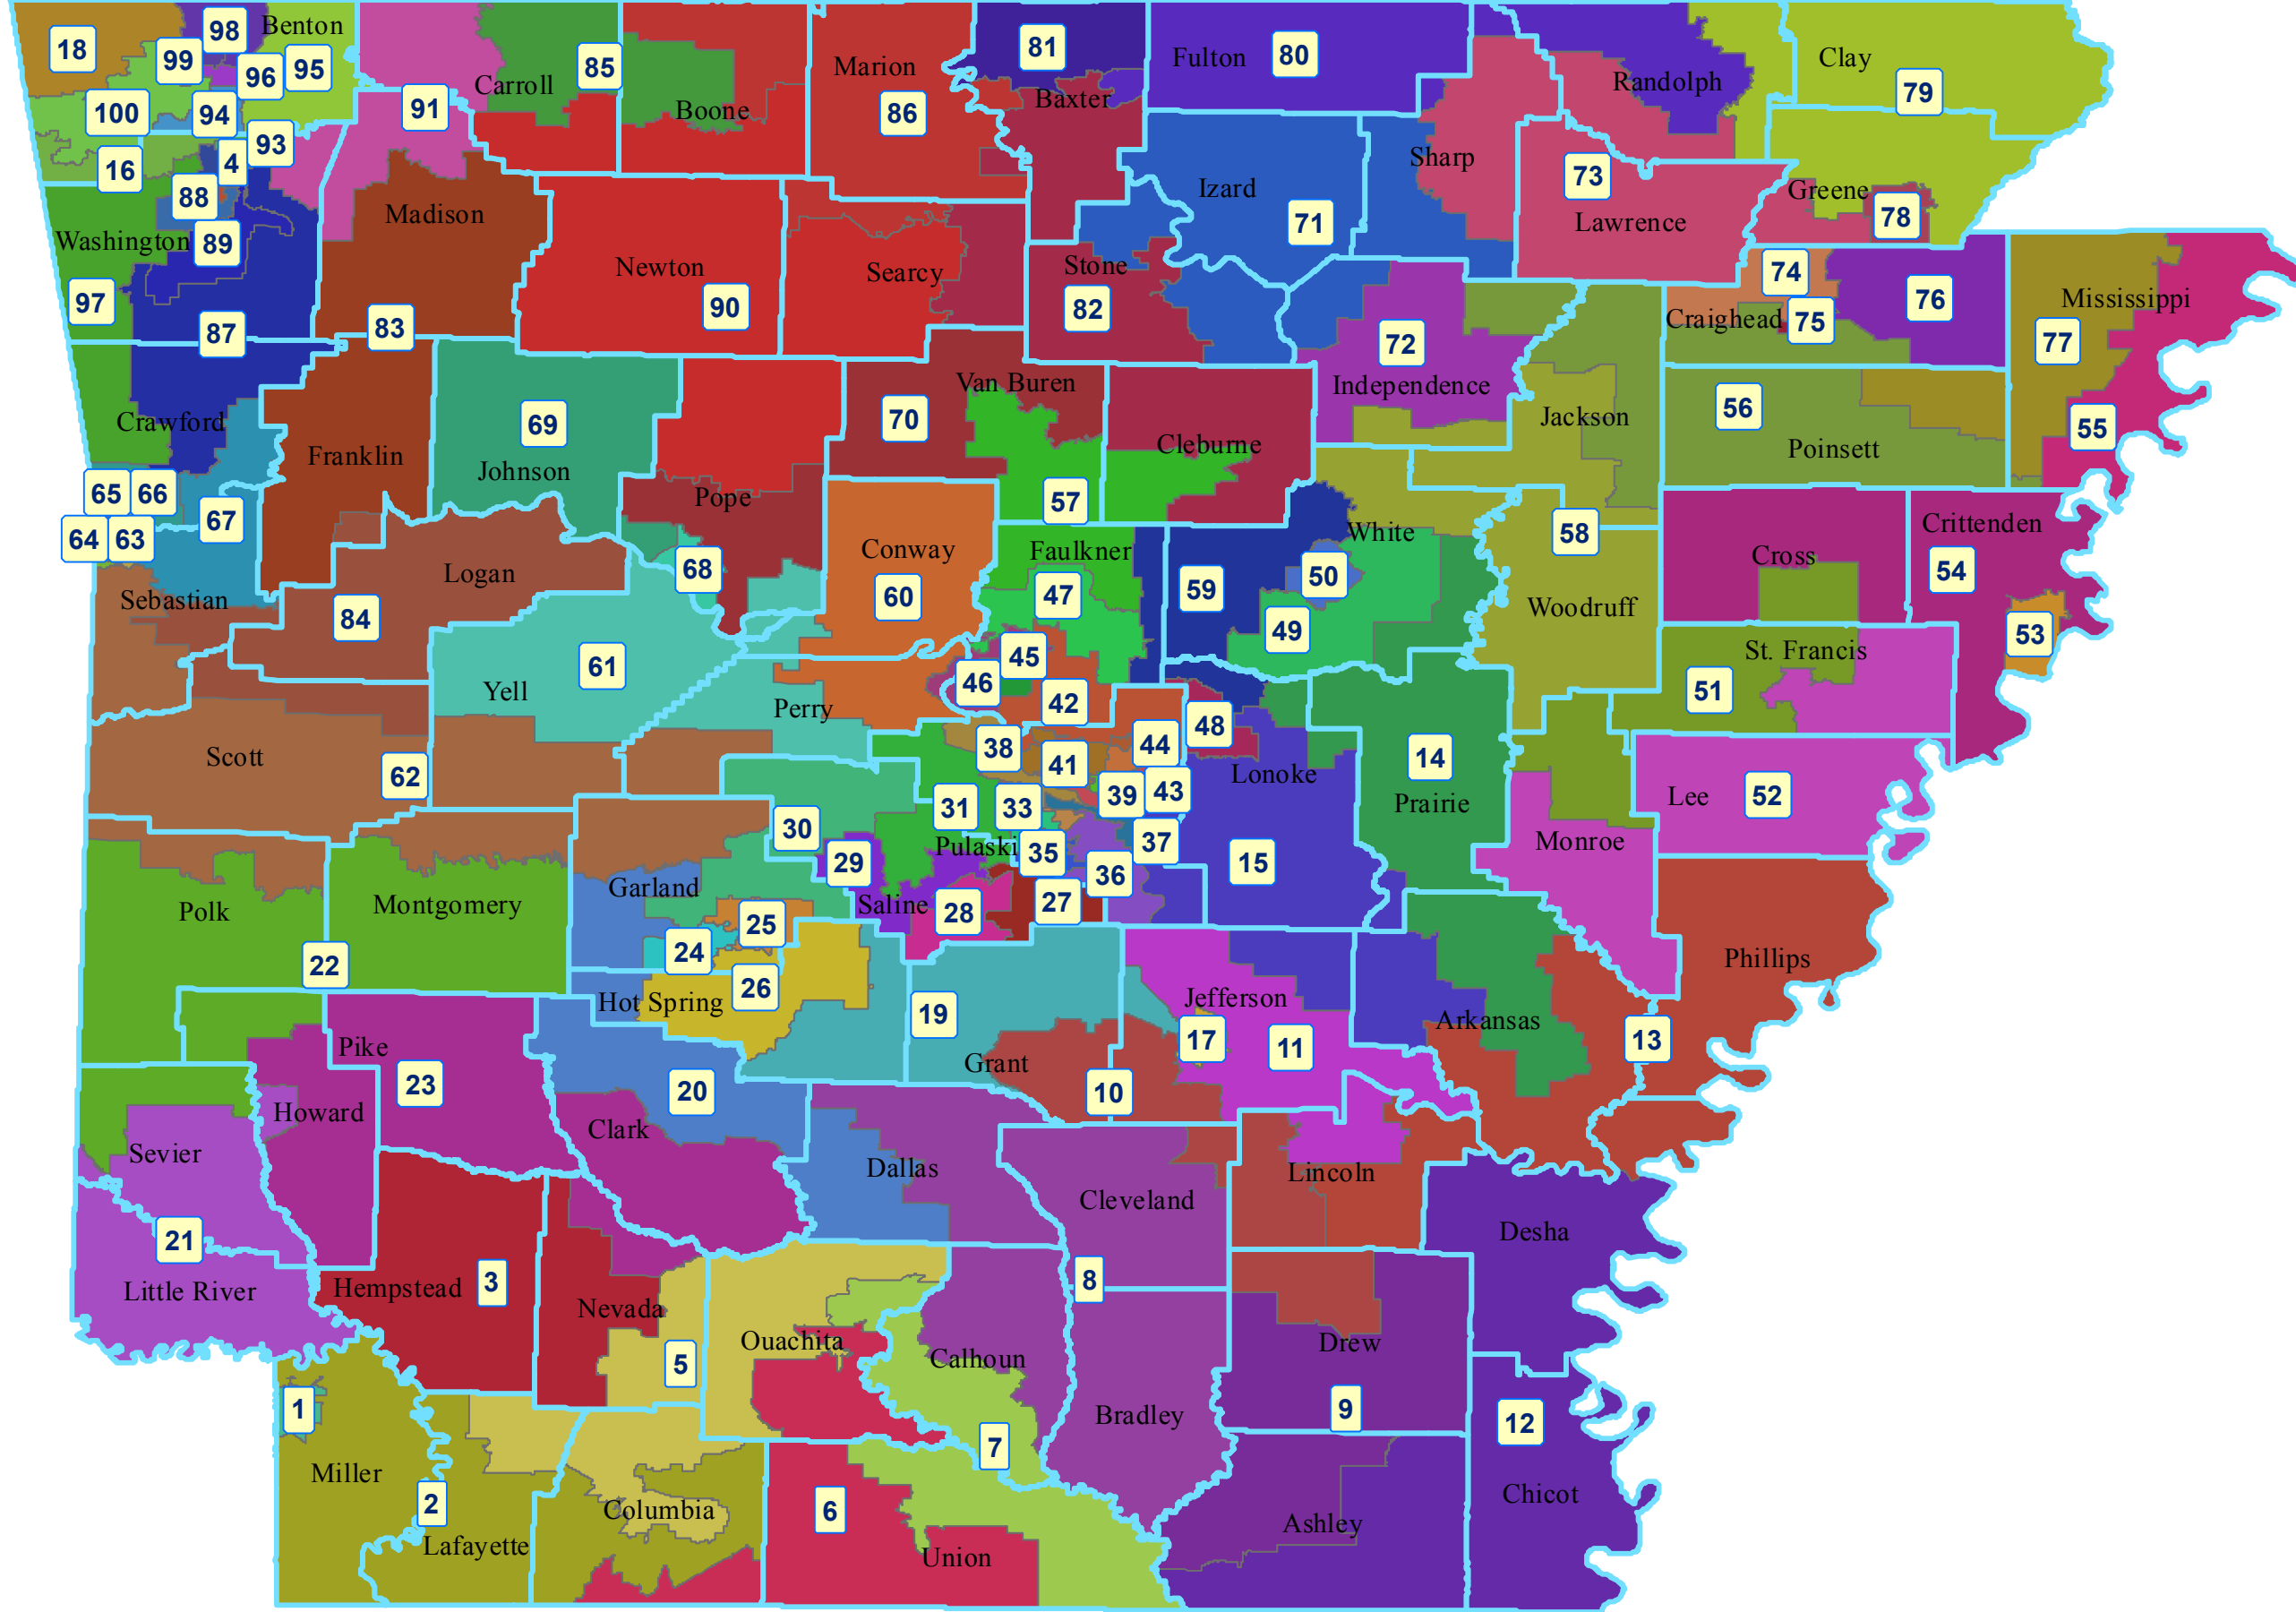 98
Benton
18
99
96
95
85
Carroll
Boone
Marion
86
81
Baxter
Fulton
80
Randolph
Clay
79
100
94
91
93
16
4
88
Washington
89
97
87
Madison
83
Newton
90
Searcy
Stone
82
Izard
71
Sharp
73
Lawrence
Greene
78
74
76
Craighead
75
Mississippi
77
72
Independence
56
55
Jackson
Poinsett
Crawford
Franklin
69
Johnson
Van Buren
70
Cleburne
Pope
57
65
66
67
64
63
Conway
Faulkner
White
58
Crittenden
Cross
54
Logan
68
60
47
59
50
Sebastian
84
49
Woodruff
53
61
45
St. Francis
Yell
46
51
42
Perry
48
Scott
62
38
41
44
Lonoke
14
Prairie
Lee
52
31
33
39
43
30
Pulaski
29
35
37
36
15
Monroe
Garland
Saline
28
27
Polk
Montgomery
25
24
22
26
Hot Spring
Phillips
19
Jefferson
17
11
Arkansas
13
Pike
23
Grant
10
20
Howard
Clark
Sevier
Dallas
Lincoln
Cleveland
21
Desha
Little River
Hempstead
3
Nevada
8
Ouachita
5
Calhoun
Drew
1
Bradley
9
12
Miller
7
2
Columbia
6
Chicot
Lafayette
Union
Ashley